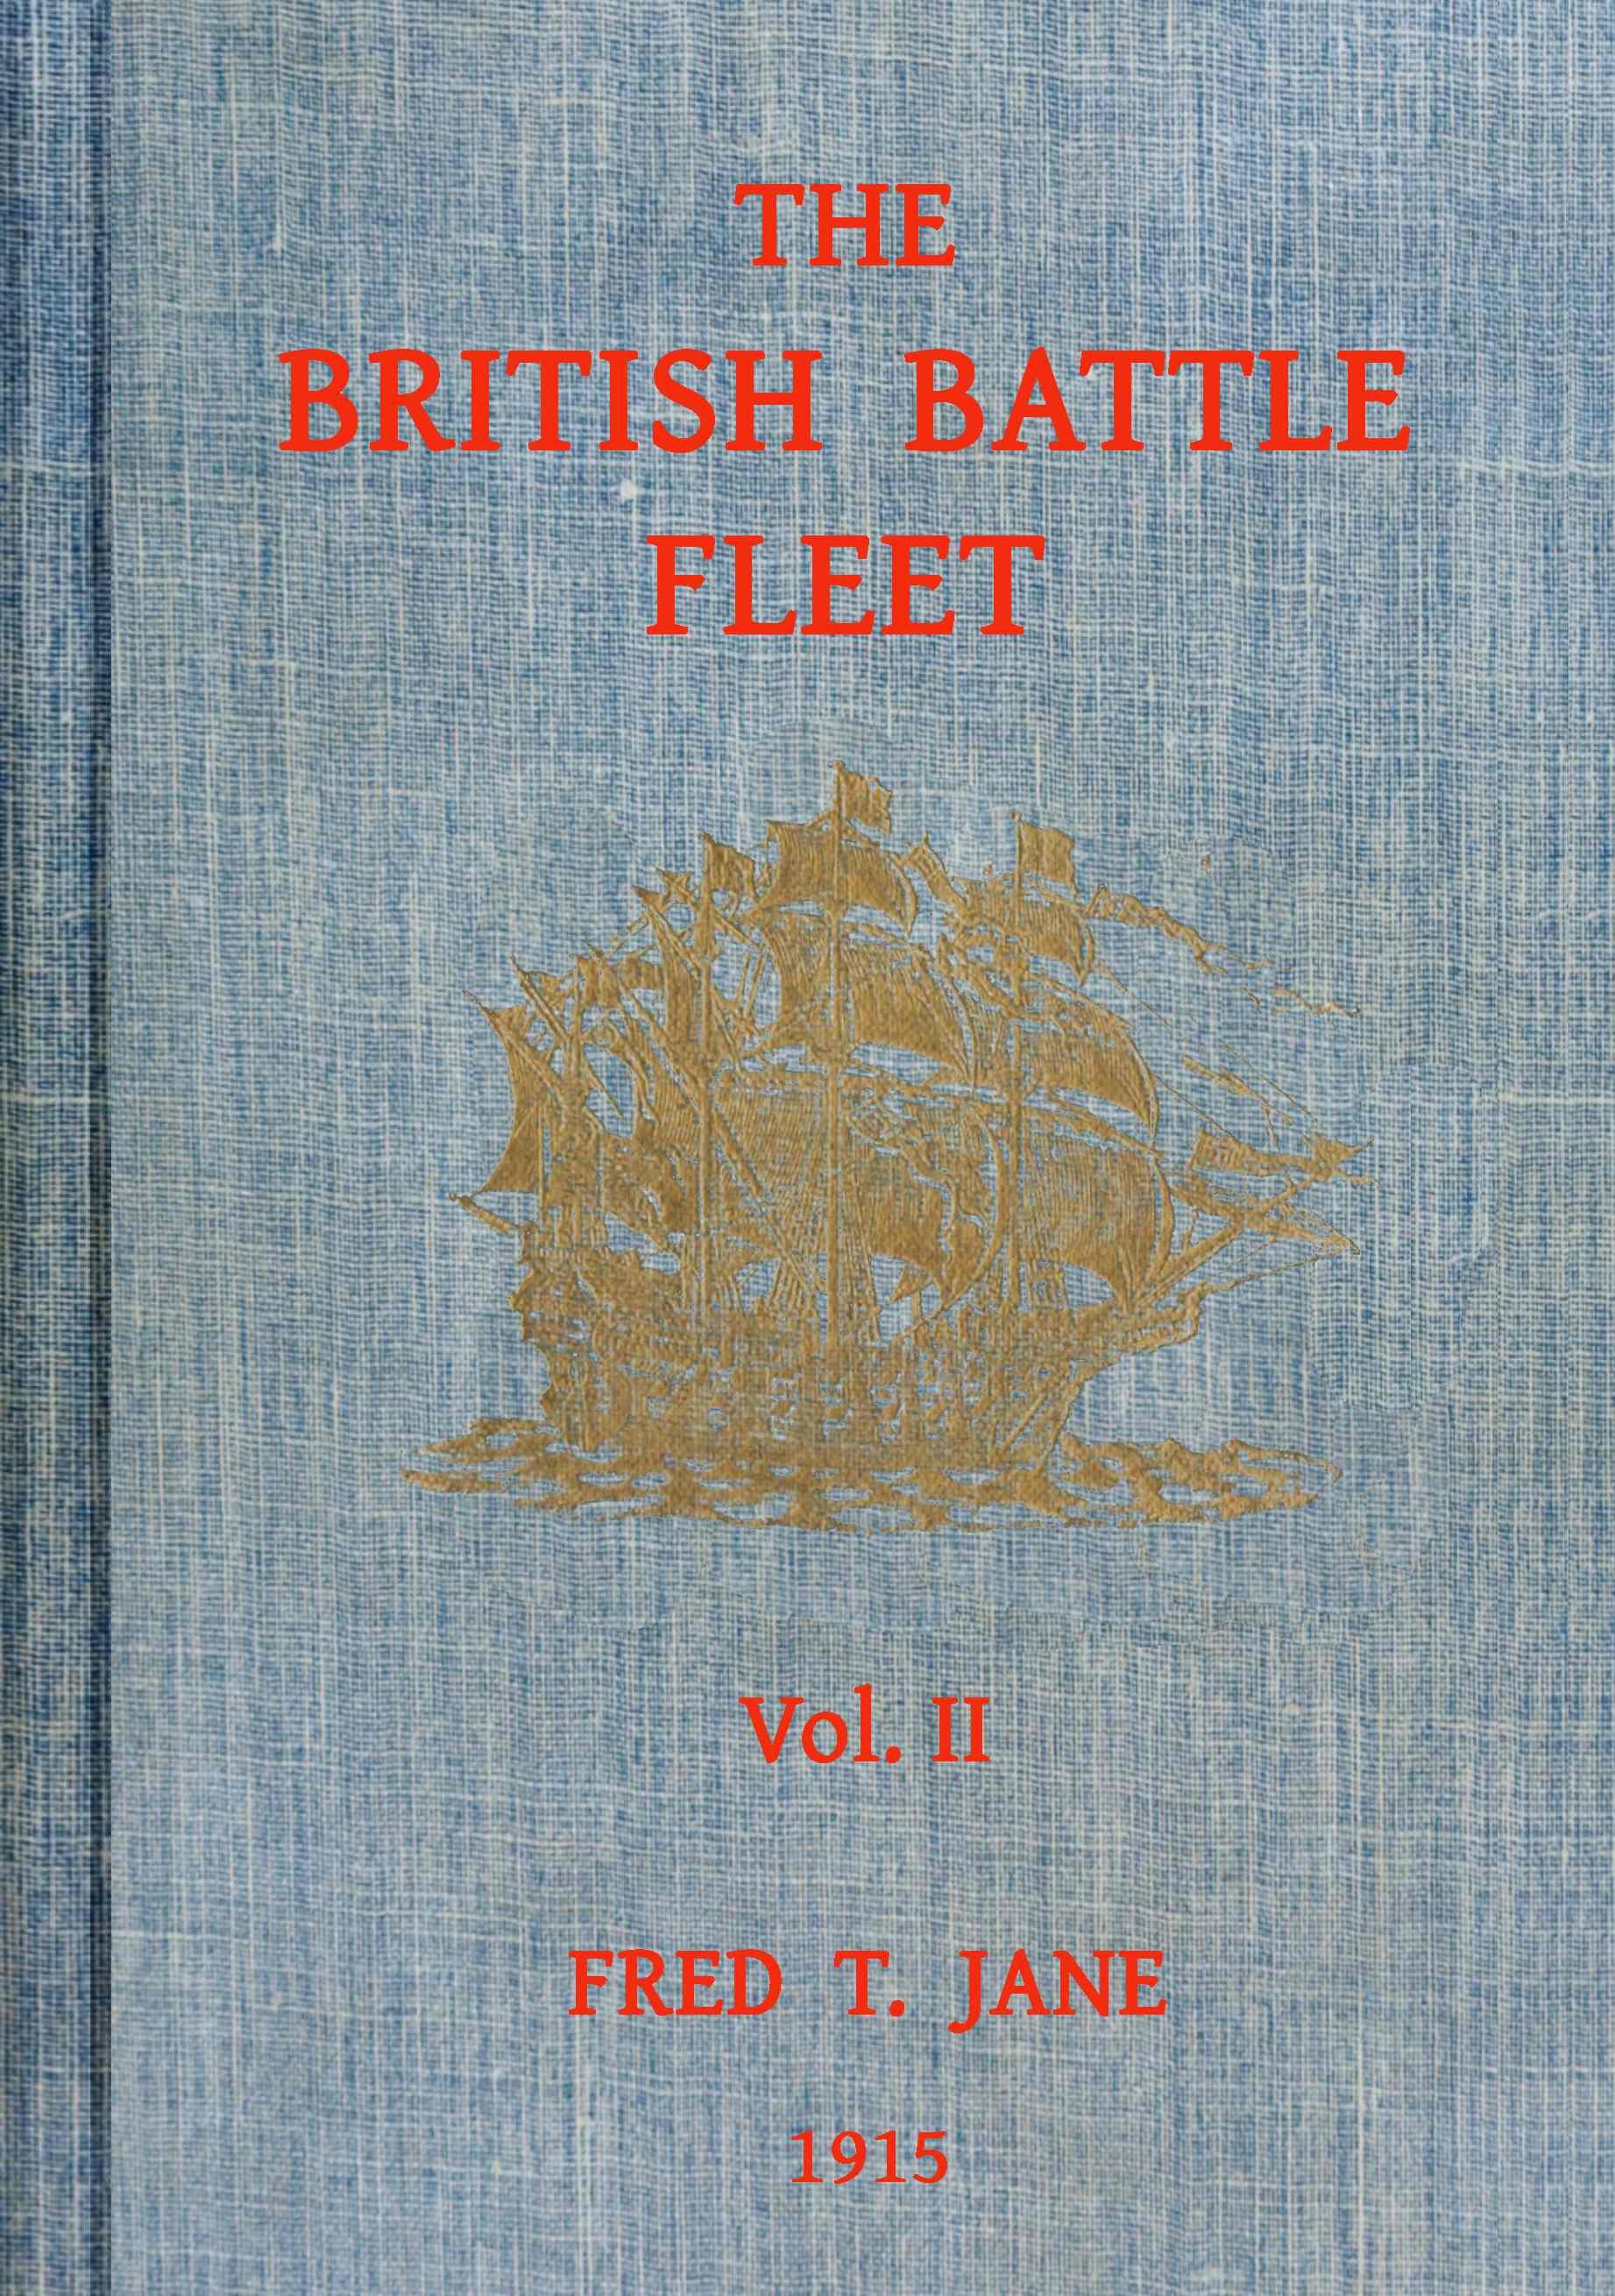 THE
BRITISH BATTLE
FLEET
Vol. II
FRED T. JANE
1915